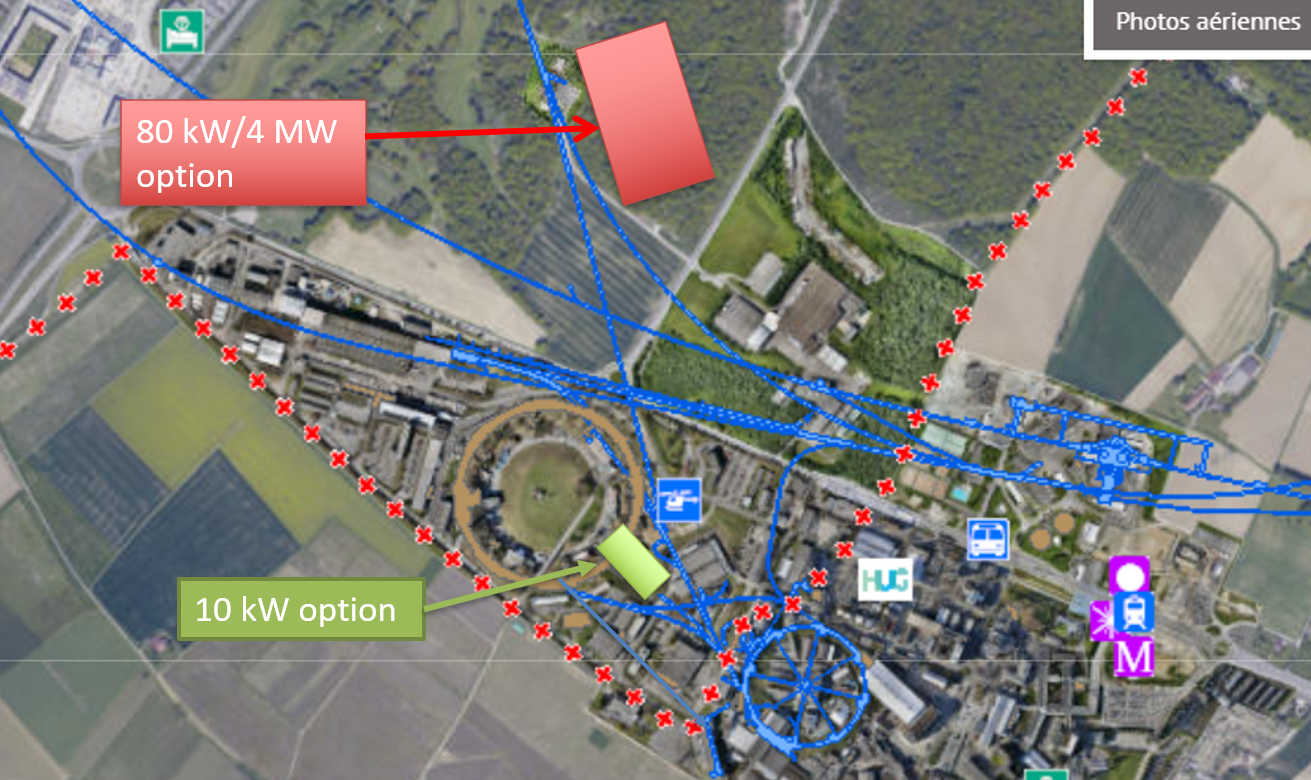 Photos aériennes
80 kW/4 MW
option
10 kW option
HUG
M